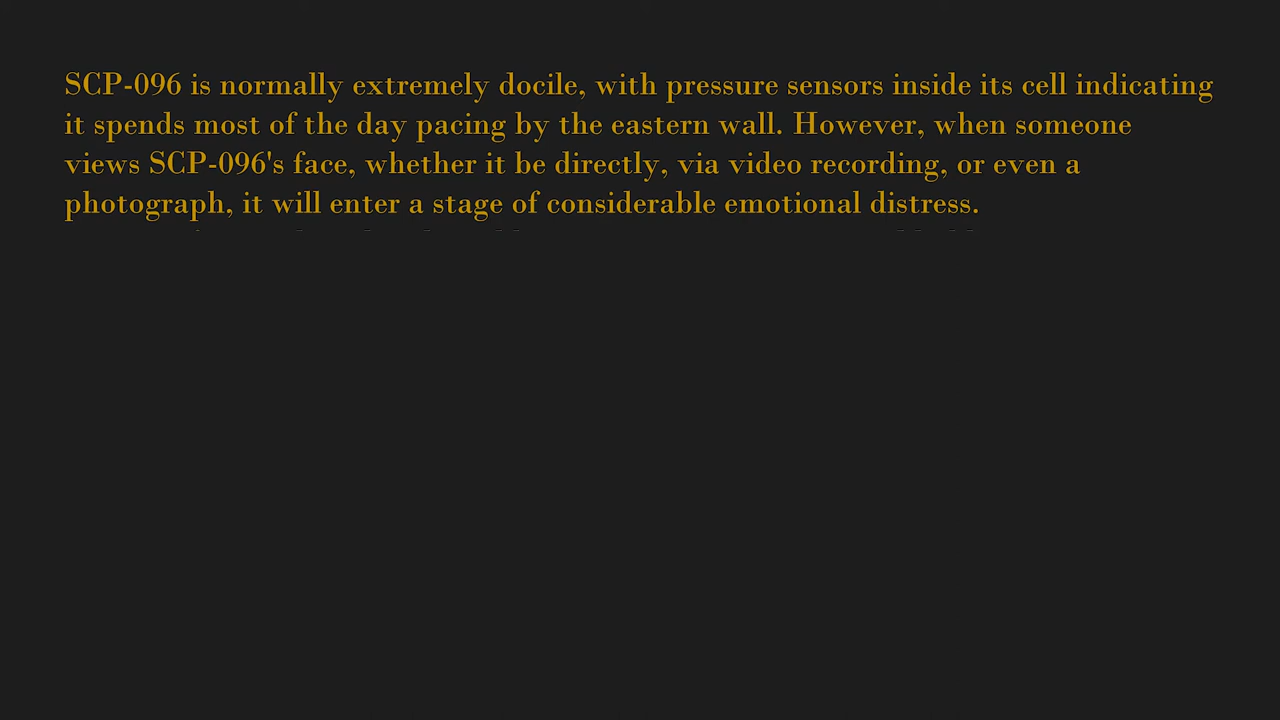 SCP-096 is normally extremely docile, with pressure sensors inside its cell indicating
it spends most of the day pacing by the eastern wall. However, when someone
views SCP-096's face, whether it be directly, via video recording, or even a
photograph, it will enter a stage of considerable emotional distress.